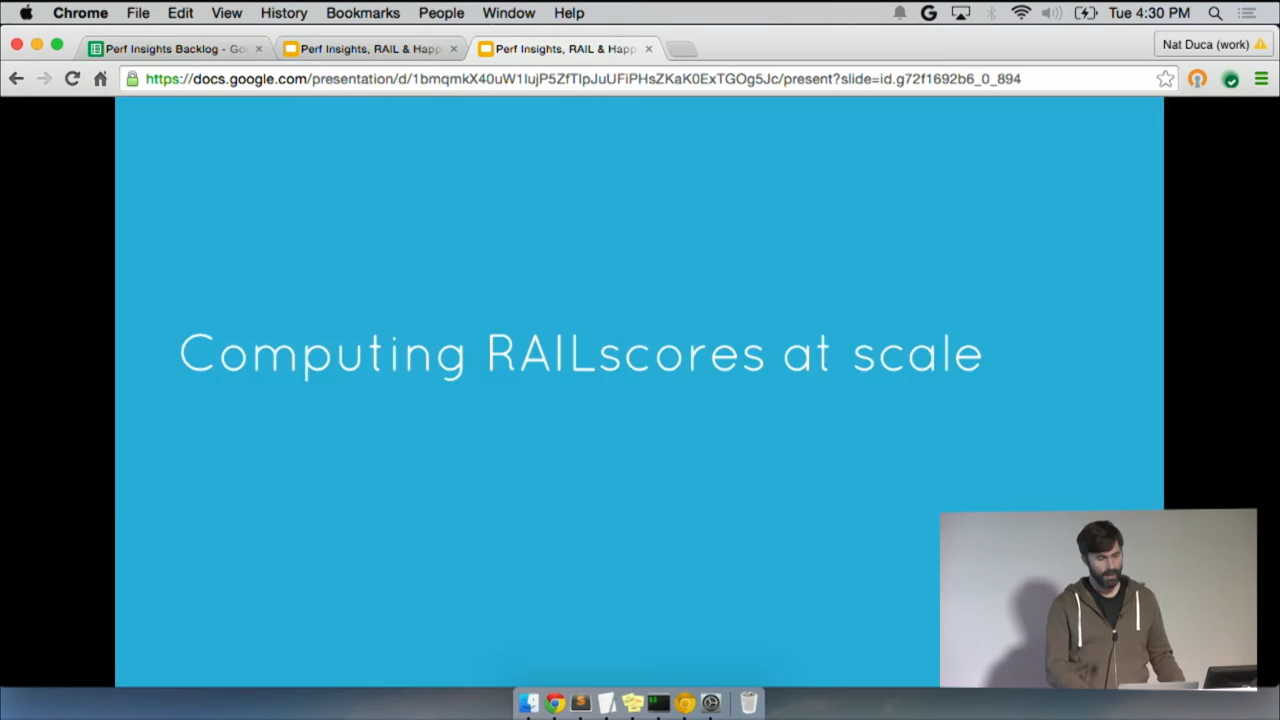 Chrome File Edit View History Bookmarks People Window Help Tue 4:30 PM
Perf Insights Backlog - Goo Perf Insights, RAIL & Happ Perf Insights, RAIL & Happ Nat Duca (work)
https://docs.google.com/presentation/d/1bmqmkX40uW1lujP5ZfTlpJuUFiPHsZKaK0ExTGOg5Jc/present?slide=id.g72f1692b6_0_894
Computing RAILscores at scale